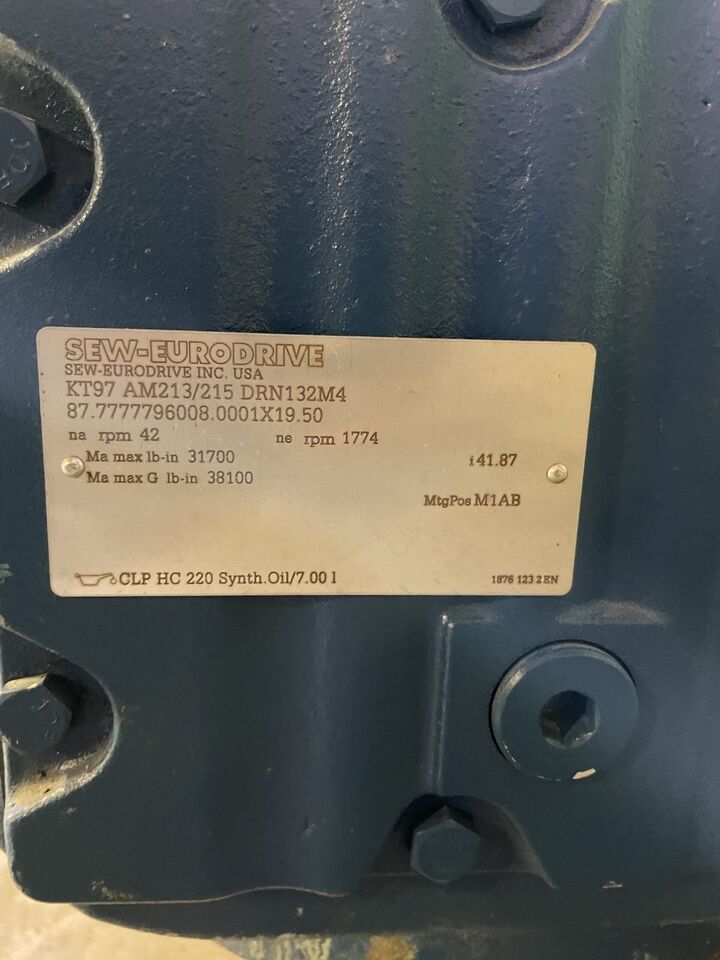 SEW-EURODRIVE
SEW-EURODRIVE INC. USA
KT97 AM213/215 DRN132M4
87.7777796008.0001X19.50
na rpm 42 ne rpm 1774
Ma max lb-in 31700 i 41.87
Ma max G lb-in 38100
MtgPos M1AB
CLP HC 220 Synth.Oil/7.00 l 1876 123 2 EN